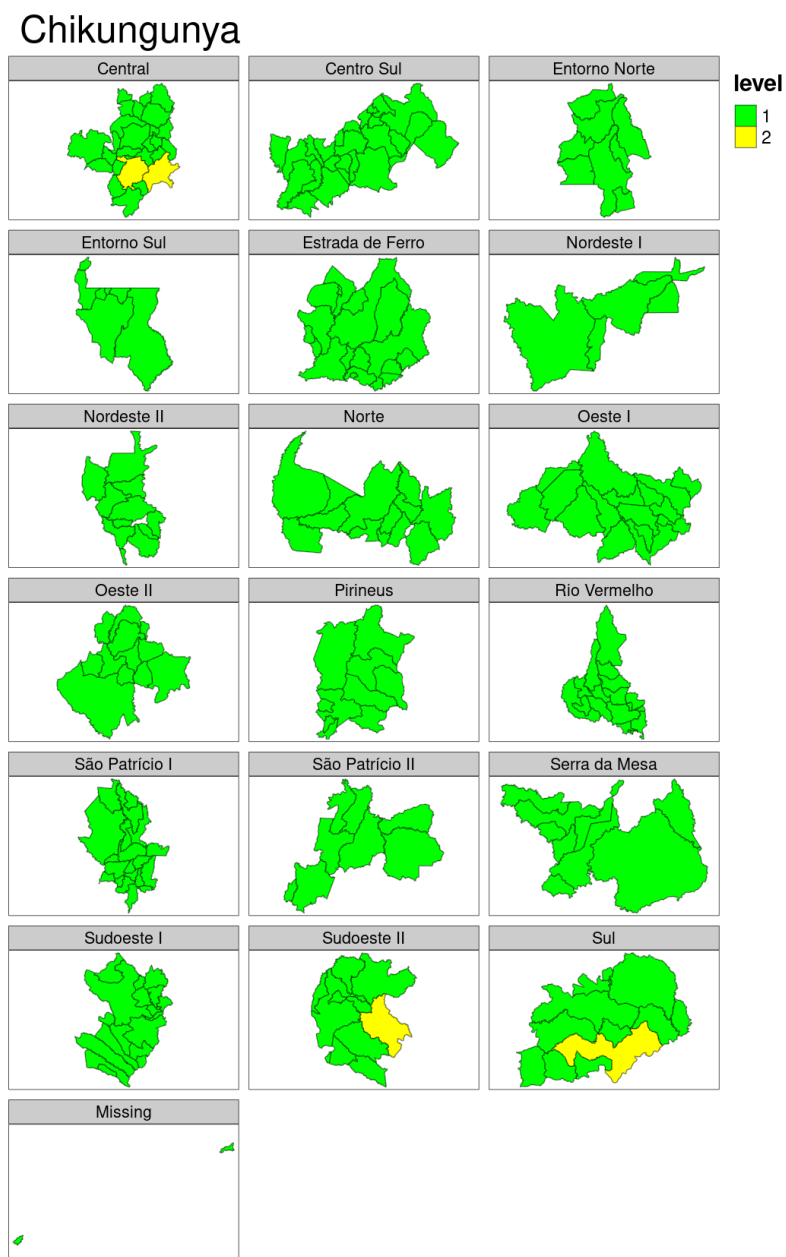 Chikungunya
Central
Centro Sul
Entorno Norte
level
1
2
Entorno Sul
Estrada de Ferro
Nordeste I
Nordeste II
Norte
Oeste I
Oeste II
Pirineus
Rio Vermelho
São Patrício I
São Patrício II
Serra da Mesa
Sudoeste I
Sudoeste II
Sul
Missing